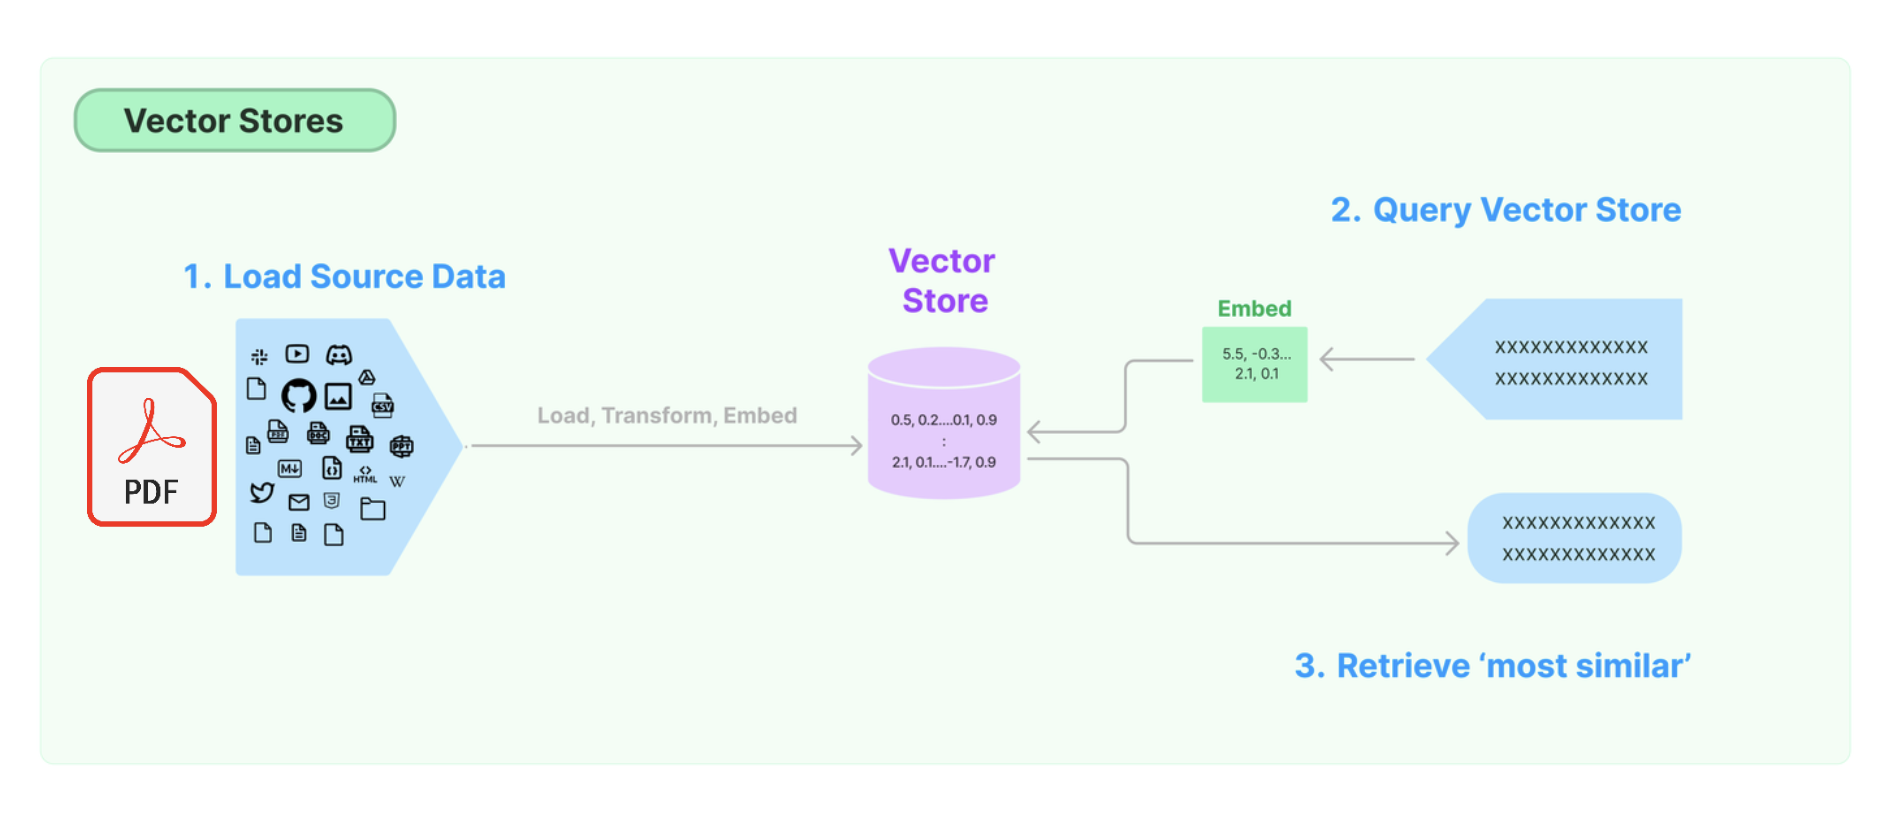 Vector Stores
2. Query Vector Store
Vector
Store
1. Load Source Data
Embed
5.5, -0.3...
2.1, 0.1
XXXXXXXXXXXXX
XXXXXXXXXXXXX
CSV
Load, Transform, Embed
0.5, 0.2....0.1, 0.9
:
2.1, 0.1....-1.7, 0.9
PDF
DOC
TXT
PPT
M↓
HTML
W
3
PDF
XXXXXXXXXXXXX
XXXXXXXXXXXXX
3. Retrieve ‘most similar’